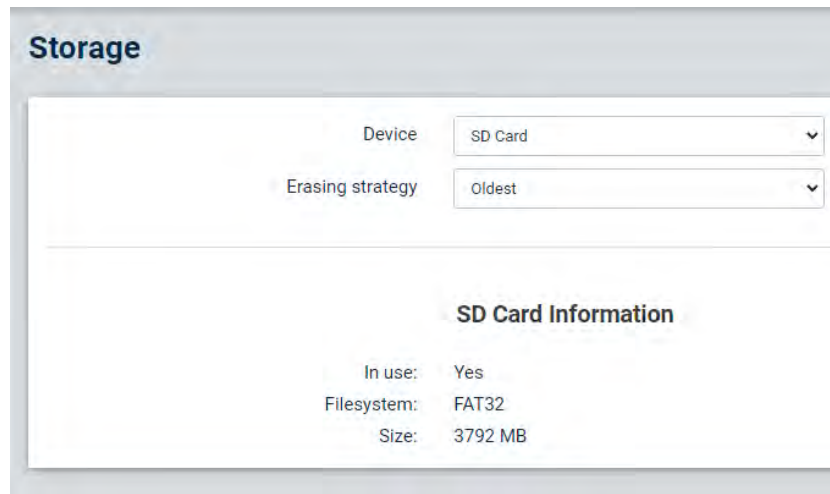 Storage
Device SD Card
Erasing strategy Oldest
SD Card Information
In use: Yes
Filesystem: FAT32
Size: 3792 MB